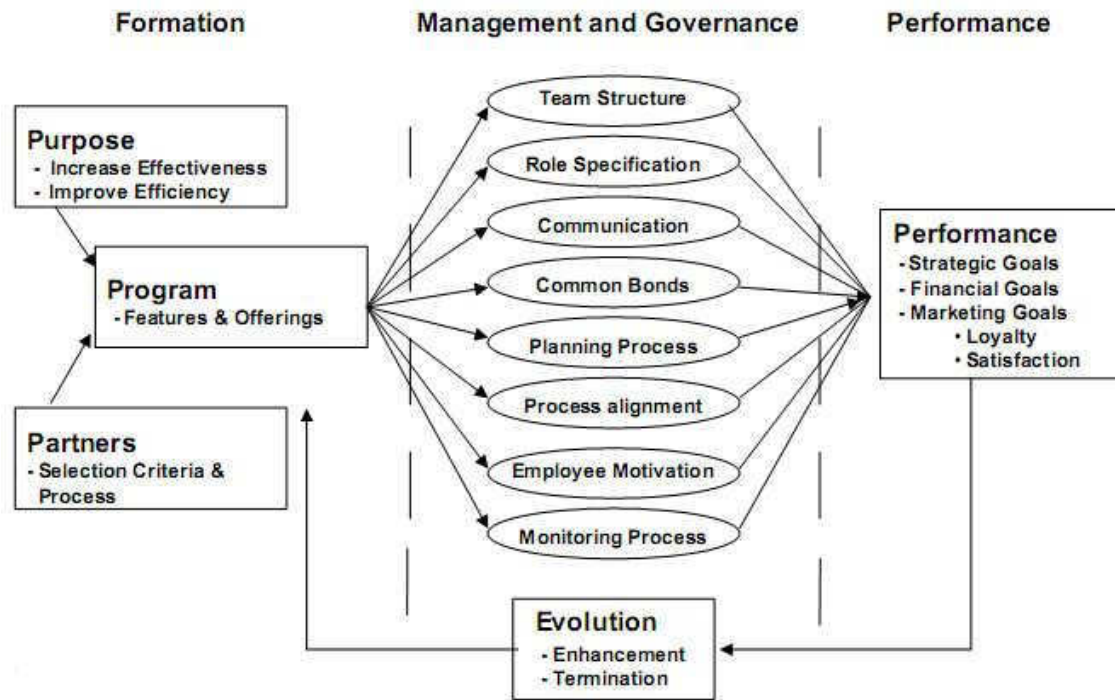 Formation
Management and Governance
Performance
Purpose
- Increase Effectiveness
- Improve Efficiency
Program
- Features & Offerings
Partners
- Selection Criteria &
Process
Team Structure
Role Specification
Communication
Common Bonds
Planning Process
Process alignment
Employee Motivation
Monitoring Process
Performance
- Strategic Goals
- Financial Goals
- Marketing Goals
• Loyalty
• Satisfaction
Evolution
- Enhancement
- Termination